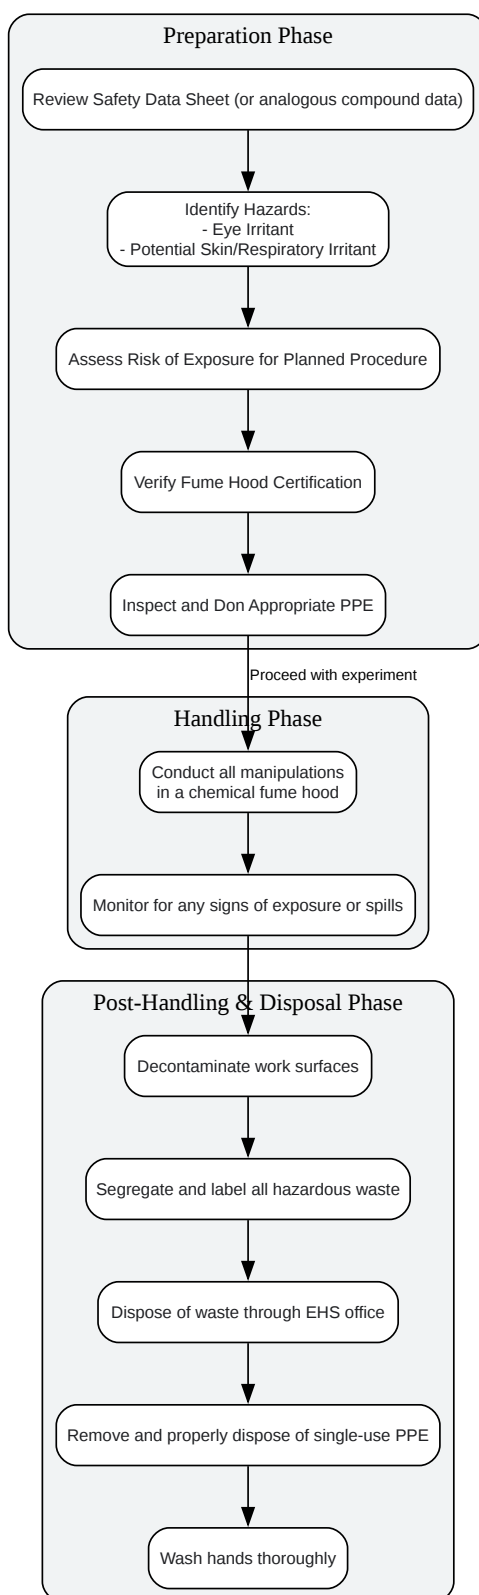 Preparation Phase
Review Safety Data Sheet (or analogous compound data)
Identify Hazards:
- Eye Irritant
- Potential Skin/Respiratory Irritant
Assess Risk of Exposure for Planned Procedure
Verify Fume Hood Certification
Inspect and Don Appropriate PPE
Proceed with experiment
Handling Phase
Conduct all manipulations
in a chemical fume hood
Monitor for any signs of exposure or spills
Post-Handling & Disposal Phase
Decontaminate work surfaces
Segregate and label all hazardous waste
Dispose of waste through EHS office
Remove and properly dispose of single-use PPE
Wash hands thoroughly